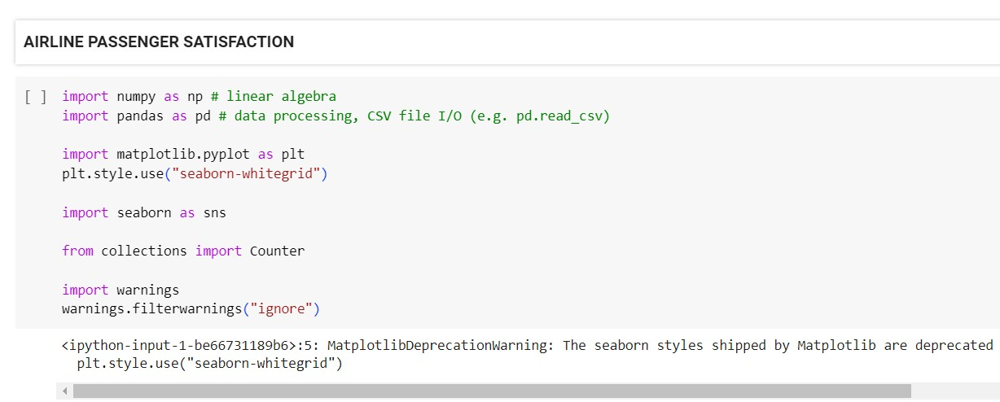 AIRLINE PASSENGER SATISFACTION
[ ] import numpy as np # linear algebra
import pandas as pd # data processing, CSV file I/O (e.g. pd.read_csv)
import matplotlib.pyplot as plt
plt.style.use("seaborn-whitegrid")
import seaborn as sns
from collections import Counter
import warnings
warnings.filterwarnings("ignore")
<ipython-input-1-be66731189b6>:5: MatplotlibDeprecationWarning: The seaborn styles shipped by Matplotlib are deprecated
plt.style.use("seaborn-whitegrid")